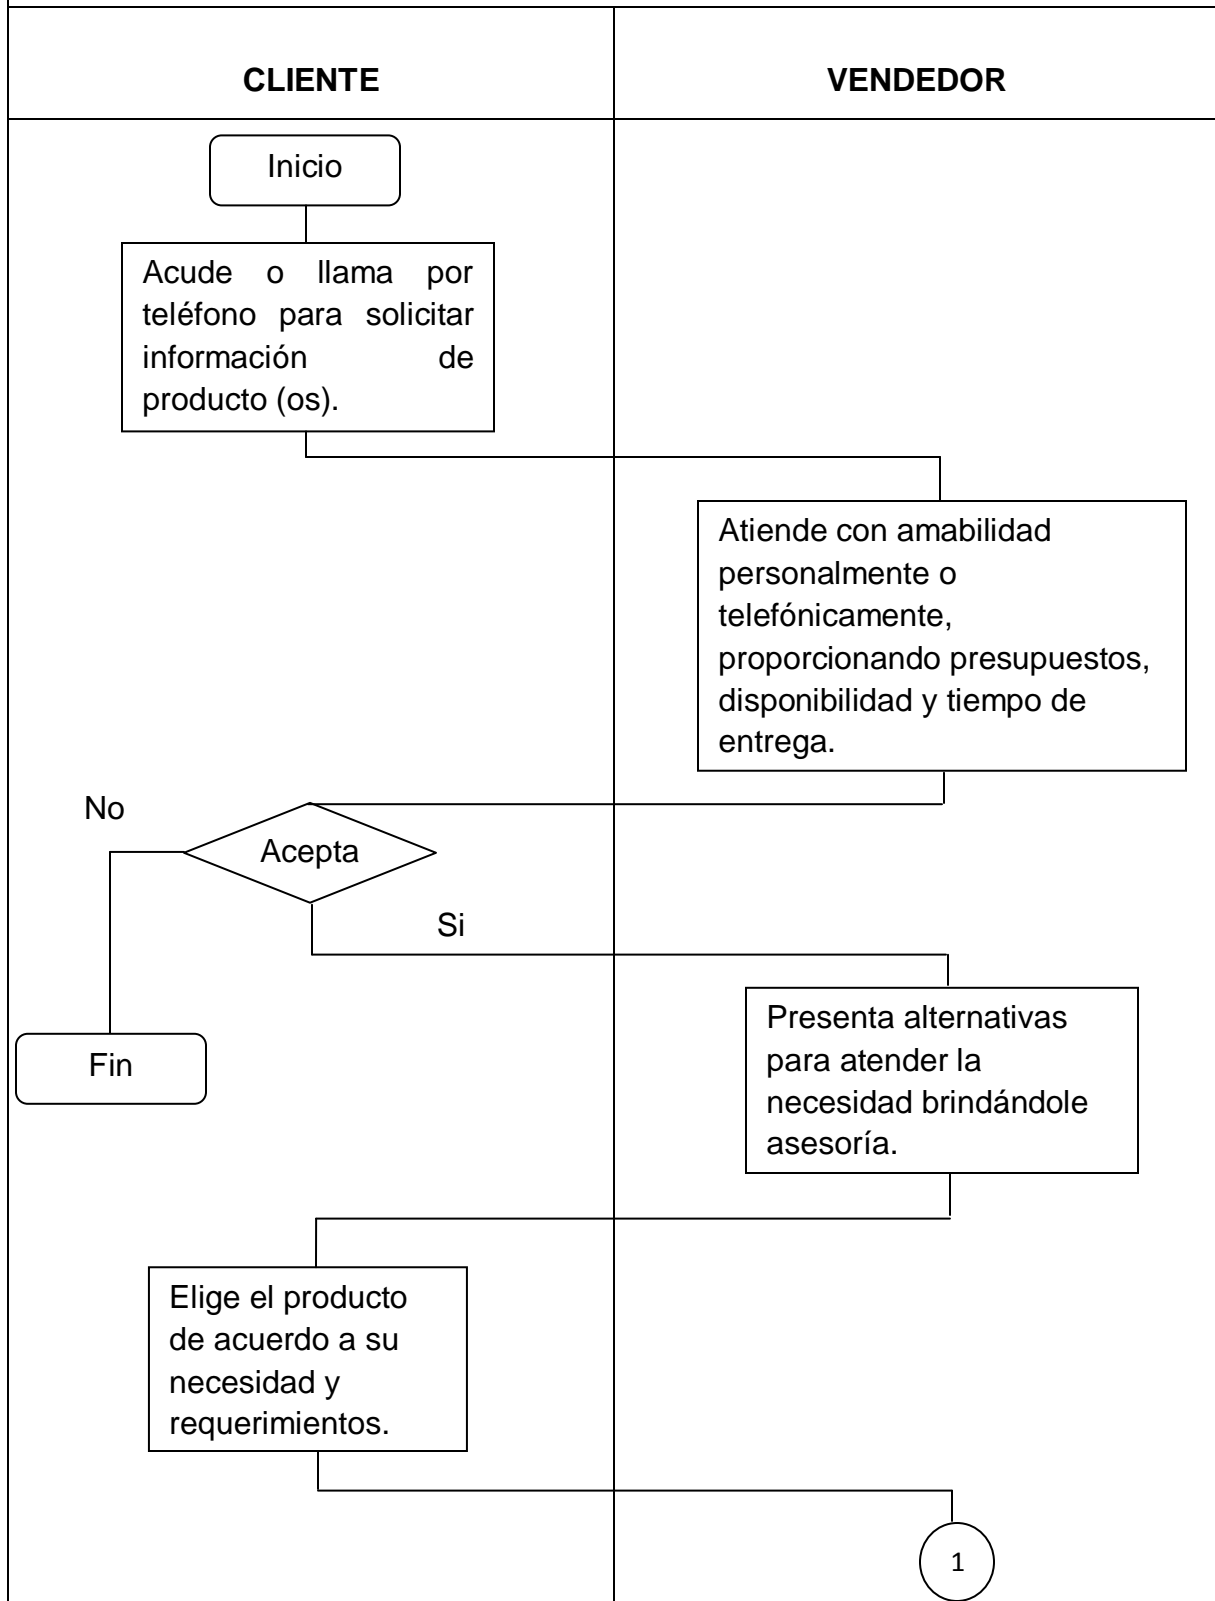 CLIENTE
VENDEDOR
Inicio
Acude o llama por
teléfono para solicitar
información de
producto (os).
Atiende con amabilidad
personalmente o
telefónicamente,
proporcionando presupuestos,
disponibilidad y tiempo de
entrega.
No
Acepta
Si
Presenta alternativas
para atender la
necesidad brindándole
asesoría.
Fin
Elige el producto
de acuerdo a su
necesidad y
requerimientos.
1